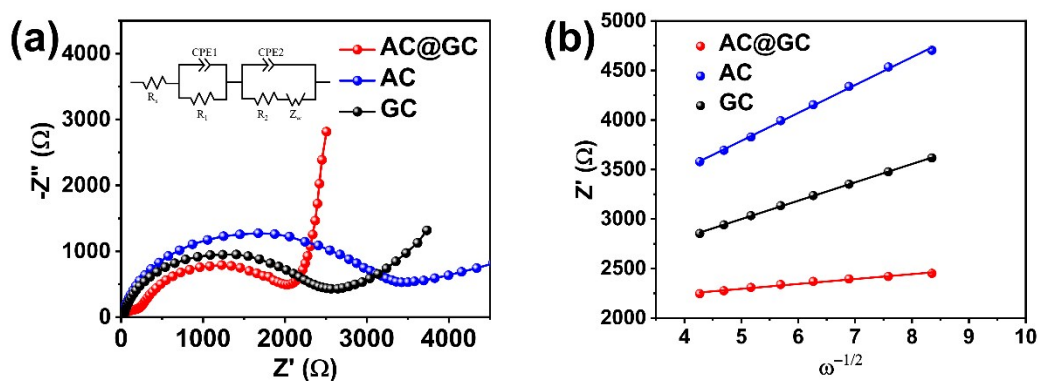 (a)
4000
3000
2000
1000
0
-Z'' (Ω)
0 1000 2000 3000 4000
Z' (Ω)
CPE1 CPE2
Rs
R1 R2 Zw
AC@GC
AC
GC
(b)
5000
4500
4000
3500
3000
2500
2000
Z' (Ω)
4 5 6 7 8 9 10
ω-1/2
AC@GC
AC
GC